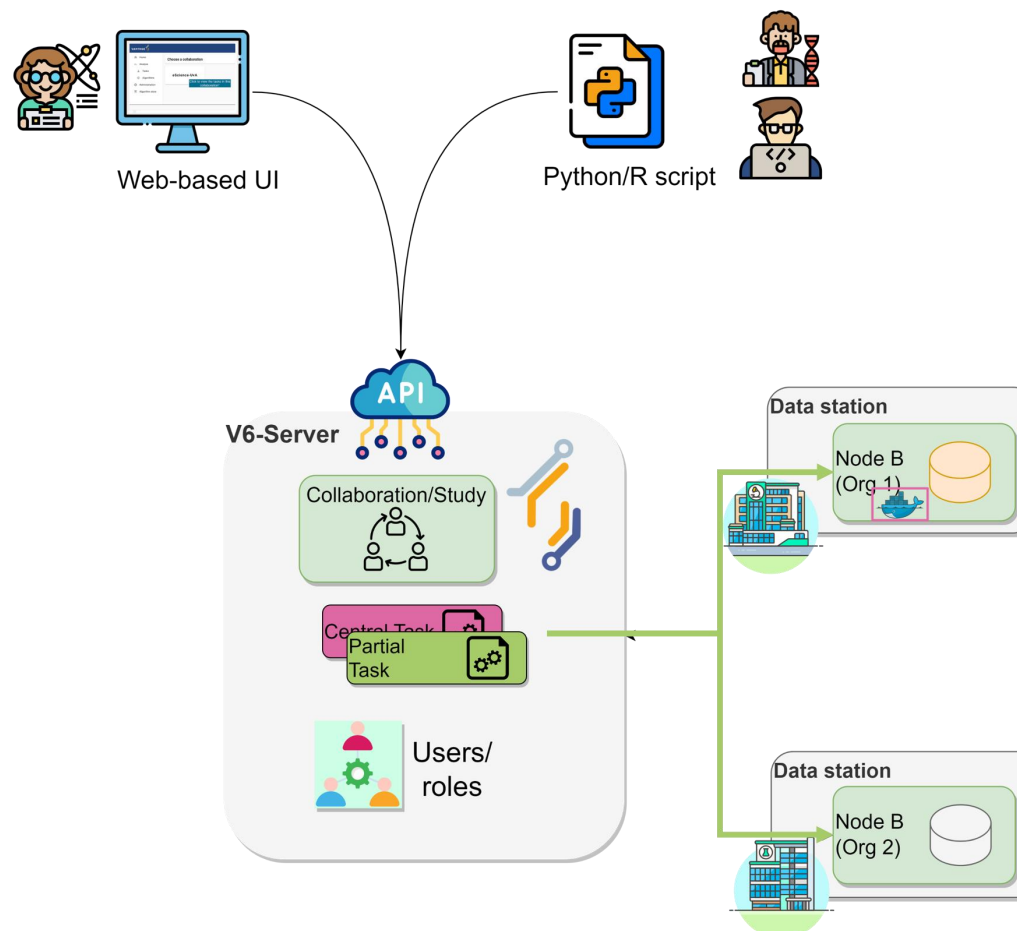 Choose a collaboration
Web-based UI
Python/R script
API
V6-Server
Collaboration/Study
Central Task
Partial
Task
Users/
roles
Data station
Node B
(Org 1)
Data station
Node B
(Org 2)